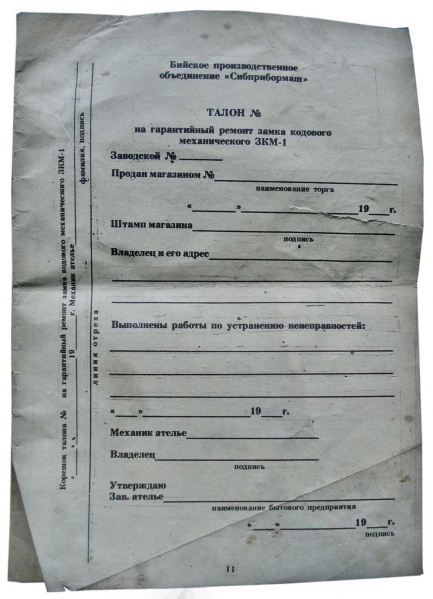 Бийское производственное
объединение «Сибприбормаш»
ТАЛОН №
на гарантийный ремонт замка кодового
механического ЗКМ-1
Заводской №
Продан магазином №
наименование торга
« » 19 г.
Штамп магазина
подпись
Владелец и его адрес
Выполнены работы по устранению неисправностей:
« » 19 г.
Механик ателье
Владелец
подпись
Утверждаю
Зав. ателье
наименование бытового предприятия
« » 19 г.
подпись
11
Корешок талона № на гарантийный ремонт замка кодового механического ЗКМ-1
« » 19 г. Механик ателье
фамилия, подпись
линия отреза